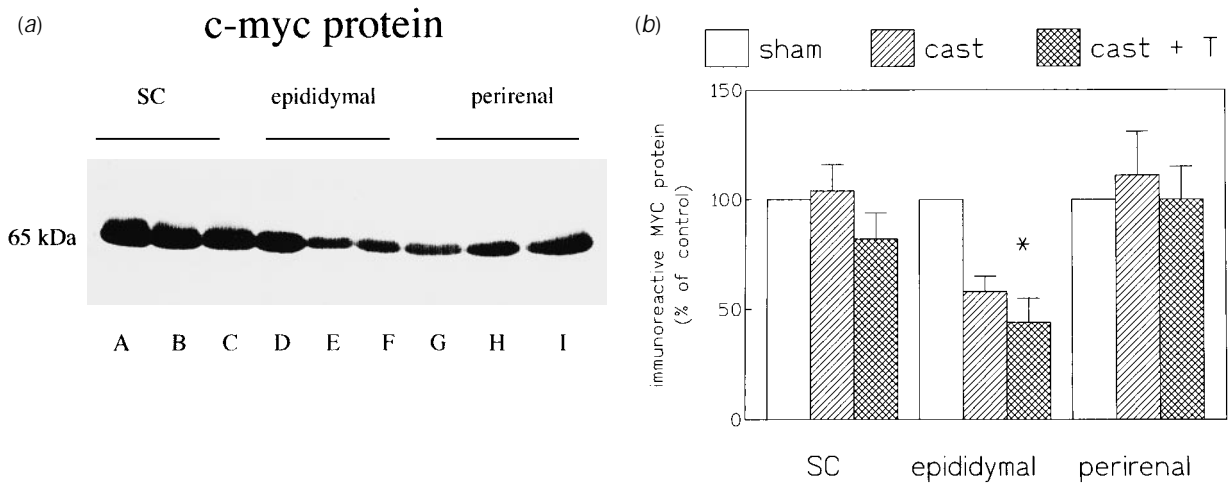 (a)
c-myc protein
SC epididymal perirenal
65 kDa
A B C D E F G H I
(b)
sham cast cast + T
immunoreactive MYC protein
(% of control)
150
100
50
0
*
SC epididymal perirenal